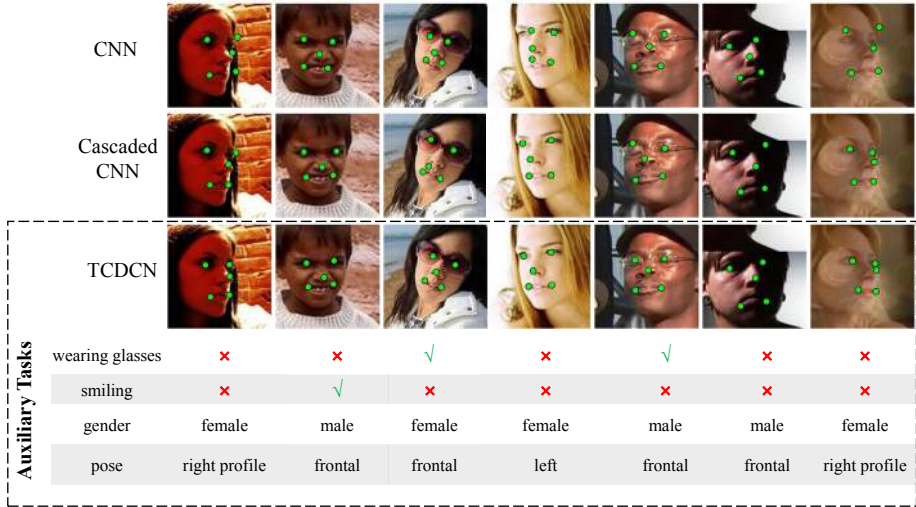 CNN
Cascaded
CNN
TCDCN
Auxiliary Tasks
wearing glasses × × √ × √ × ×
smiling × √ × × × × ×
gender female male female female male male female
pose right profile frontal frontal left frontal frontal right profile